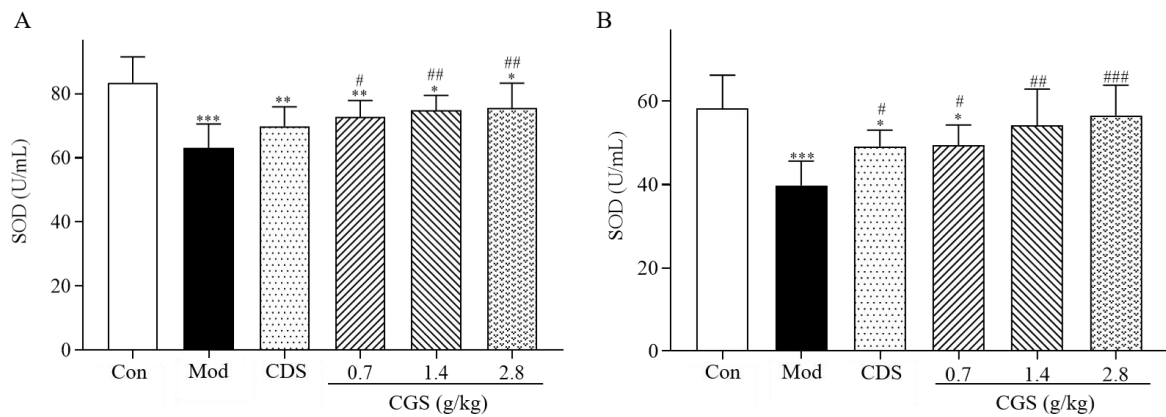 A
SOD (U/mL)
80
60
40
20
0
***
**
#
**
##
*
##
*
Con
Mod
CDS
0.7
1.4
2.8
CGS (g/kg)
B
SOD (U/mL)
60
40
20
0
***
#
*
#
*
##
###
Con
Mod
CDS
0.7
1.4
2.8
CGS (g/kg)